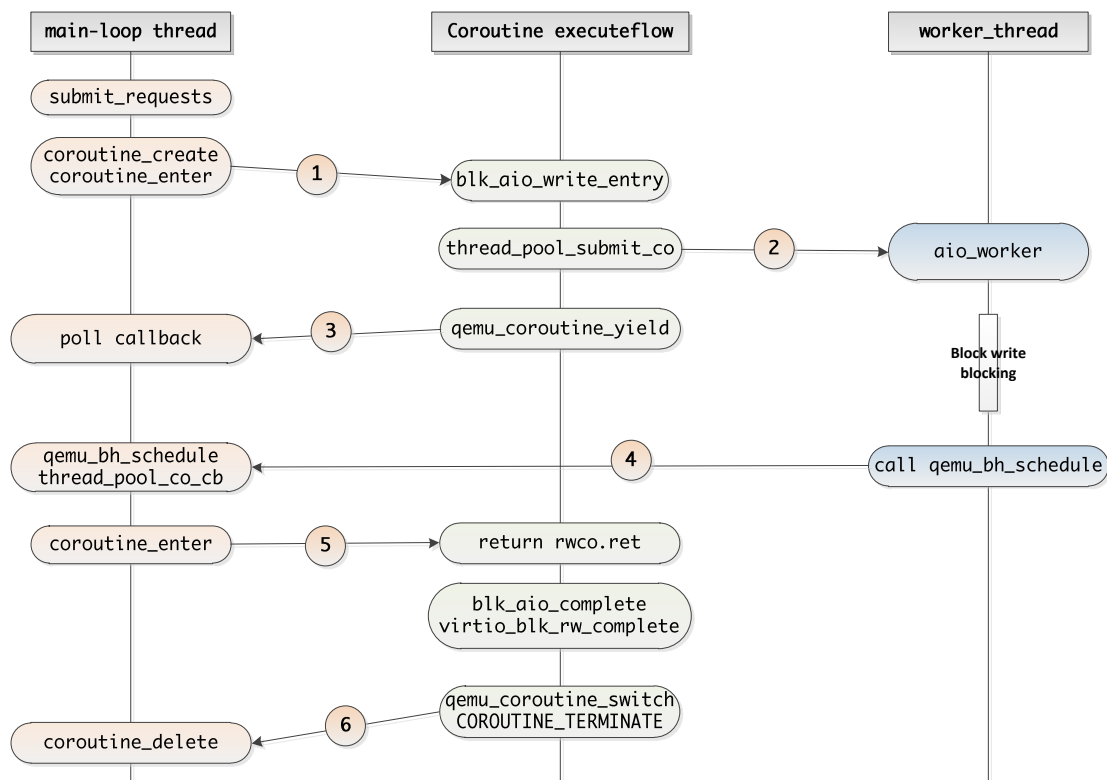 main-loop thread
Coroutine executeflow
worker_thread
submit_requests
coroutine_create
coroutine_enter
1
blk_aio_write_entry
thread_pool_submit_co
2
aio_worker
poll callback
3
qemu_coroutine_yield
Block write
blocking
qemu_bh_schedule
thread_pool_co_cb
4
call qemu_bh_schedule
coroutine_enter
5
return rwco.ret
blk_aio_complete
virtio_blk_rw_complete
qemu_coroutine_switch
COROUTINE_TERMINATE
6
coroutine_delete